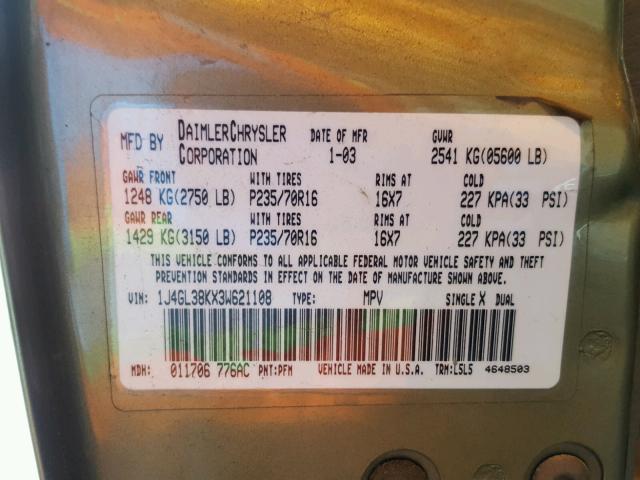 MFD BY DAIMLERCHRYSLER CORPORATION DATE OF MFR 1-03 GVWR 2541 KG(05600 LB)
GAWR FRONT WITH TIRES RIMS AT COLD
1248 KG(2750 LB) P235/70R16 16X7 227 KPA(33 PSI)
GAWR REAR WITH TIRES RIMS AT COLD
1429 KG(3150 LB) P235/70R16 16X7 227 KPA(33 PSI)
THIS VEHICLE CONFORMS TO ALL APPLICABLE FEDERAL MOTOR VEHICLE SAFETY AND THEFT
PREVENTION STANDARDS IN EFFECT ON THE DATE OF MANUFACTURE SHOWN ABOVE.
VIN: 1J4GL38KX3W621108 TYPE: MPV SINGLE X DUAL
MDH: 011706 776AC PNT:PFM VEHICLE MADE IN U.S.A. TRM:L5L5 4648503